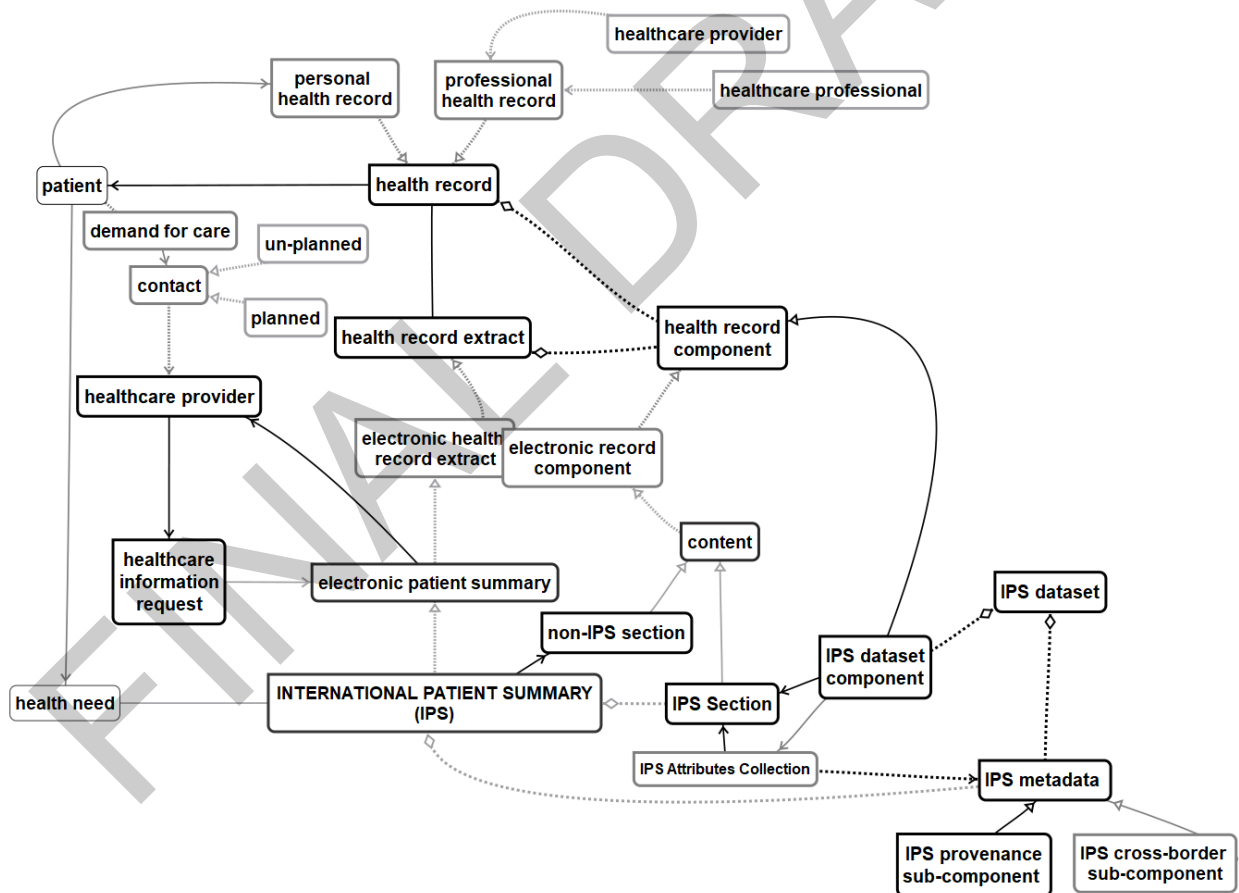 healthcare provider
personal
health record
professional
health record
healthcare professional
patient
health record
demand for care
un-planned
contact
planned
health record extract
health record
component
healthcare provider
electronic health
record extract
electronic record
component
content
healthcare
information
request
electronic patient summary
IPS dataset
non-IPS section
IPS dataset
component
health need
INTERNATIONAL PATIENT SUMMARY
(IPS)
IPS Section
IPS Attributes Collection
IPS metadata
IPS provenance
sub-component
IPS cross-border
sub-component
FINAL DRA